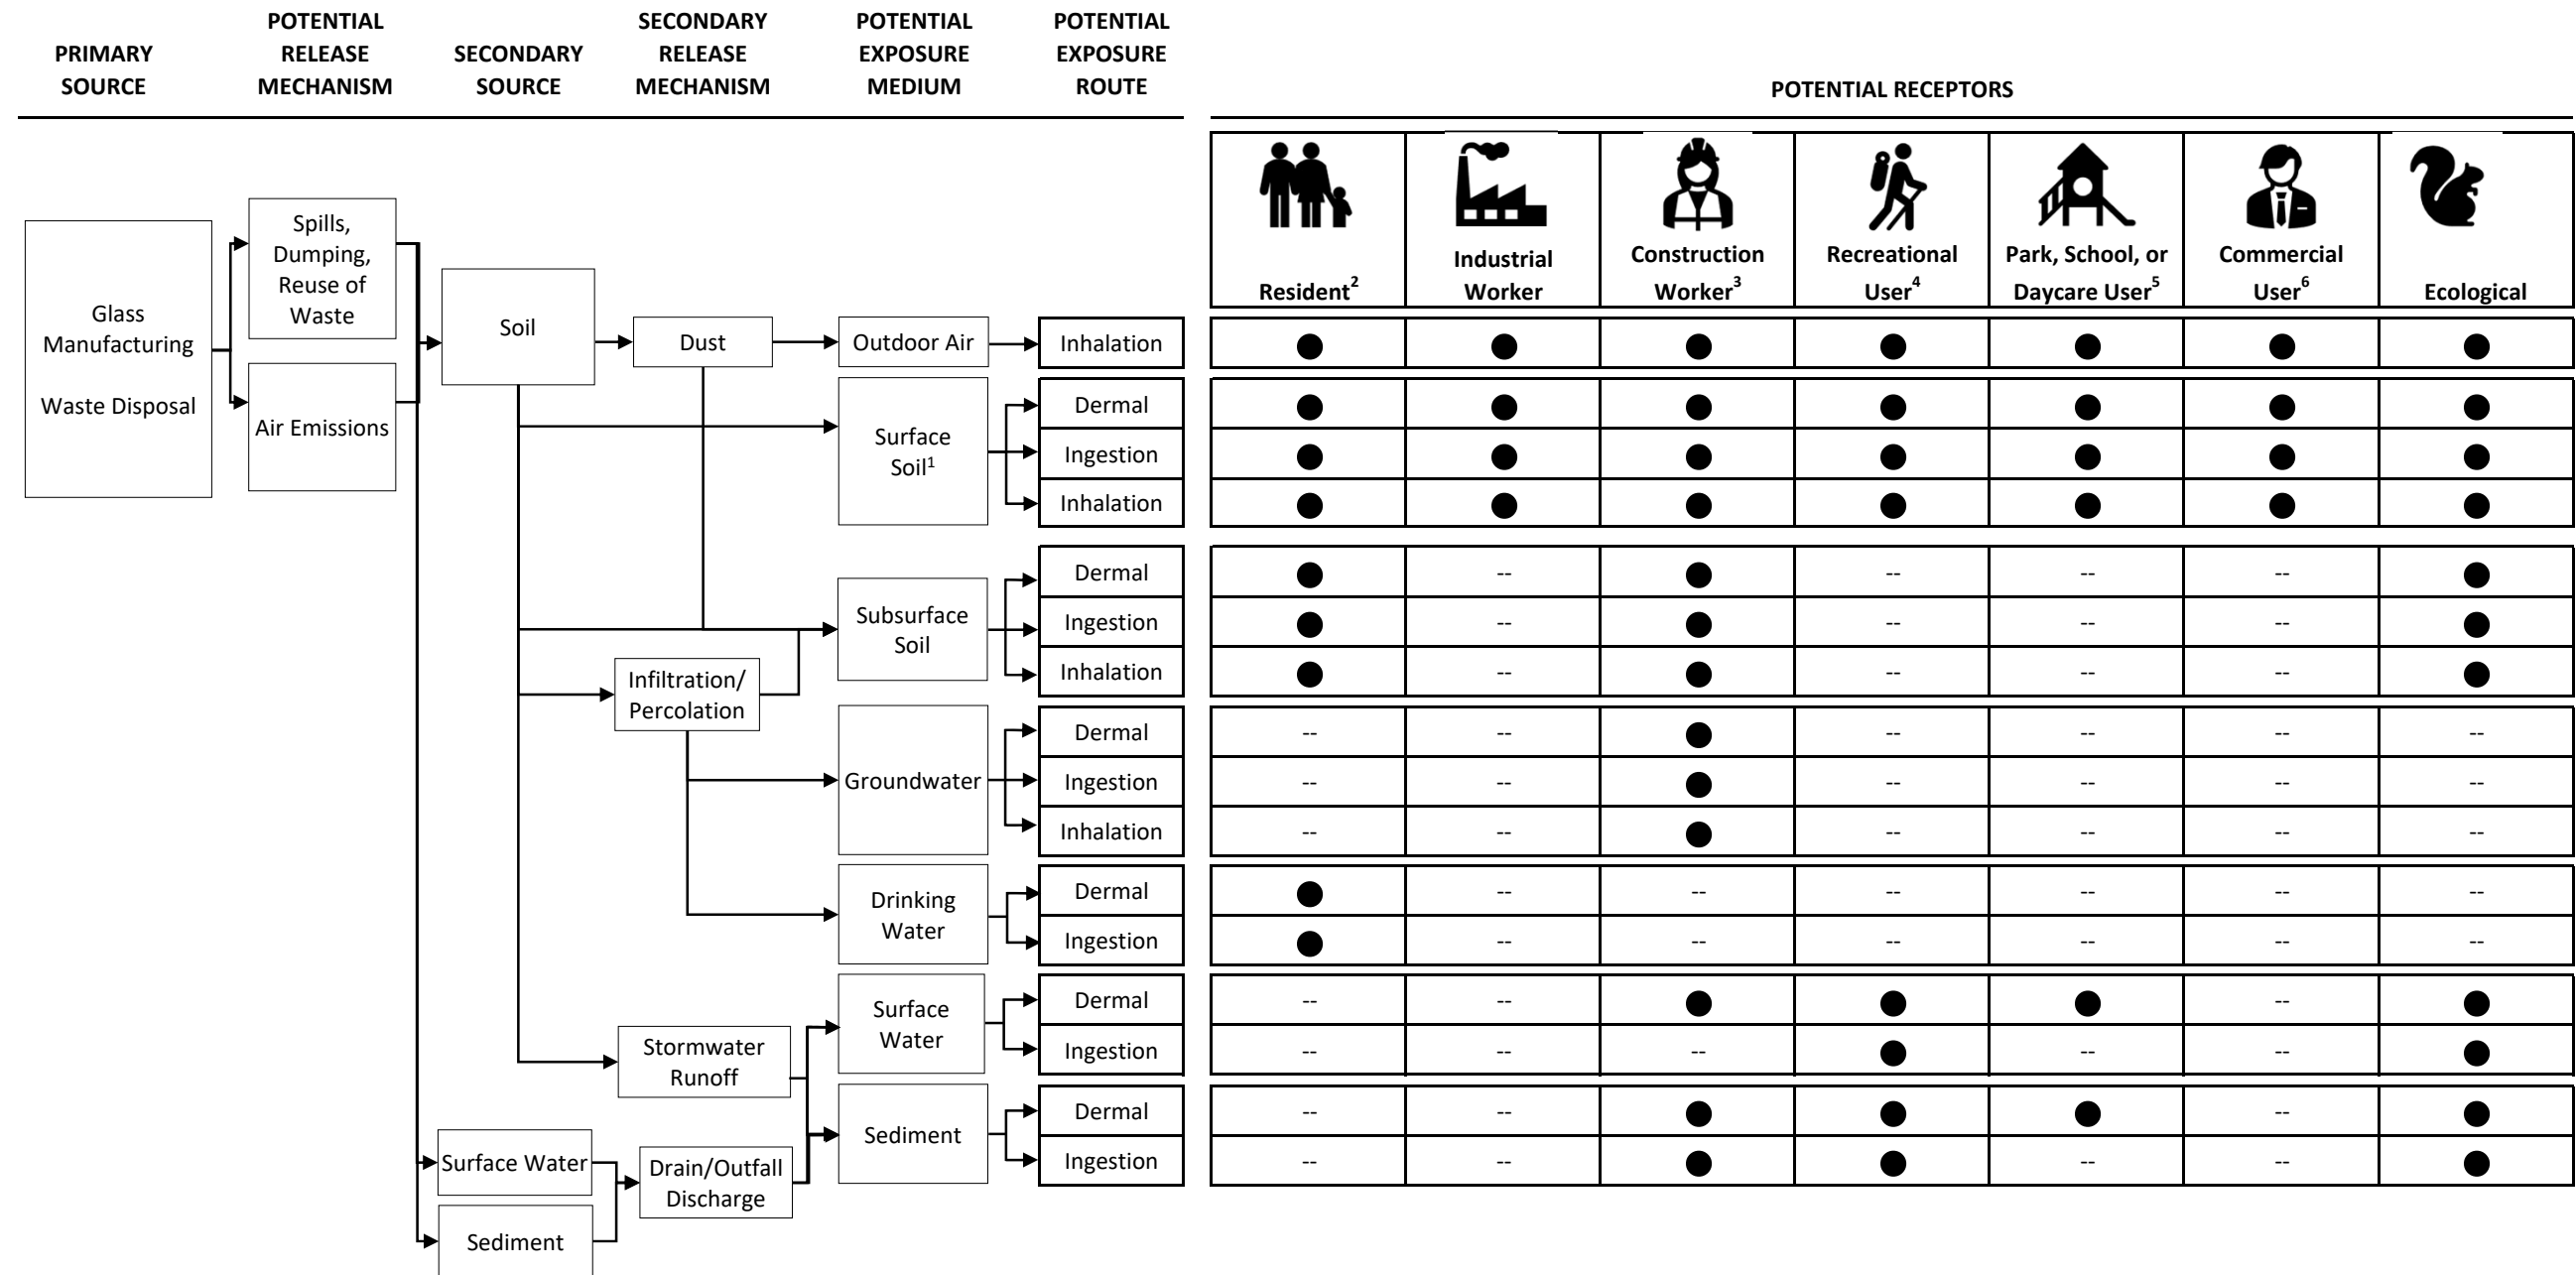 PRIMARY
SOURCE
POTENTIAL
RELEASE
MECHANISM
SECONDARY
SOURCE
SECONDARY
RELEASE
MECHANISM
POTENTIAL
EXPOSURE
MEDIUM
POTENTIAL
EXPOSURE
ROUTE
POTENTIAL RECEPTORS
Resident2
Industrial
Worker
Construction
Worker3
Recreational
User4
Park, School, or
Daycare User5
Commercial
User6
Ecological
Glass
Manufacturing
Waste Disposal
Spills,
Dumping,
Reuse of
Waste
Air Emissions
Soil
Dust
Outdoor Air
Inhalation
● ● ● ● ● ● ●
Surface
Soil1
Dermal
● ● ● ● ● ● ●
Ingestion
● ● ● ● ● ● ●
Inhalation
● ● ● ● ● ● ●
Subsurface
Soil
Dermal
● -- ● -- -- -- ●
Ingestion
● -- ● -- -- -- ●
Inhalation
● -- ● -- -- -- ●
Infiltration/
Percolation
Groundwater
Dermal
-- -- ● -- -- -- --
Ingestion
-- -- ● -- -- -- --
Inhalation
-- -- ● -- -- -- --
Drinking
Water
Dermal
● -- -- -- -- -- --
Ingestion
● -- -- -- -- -- --
Stormwater
Runoff
Surface
Water
Dermal
-- -- ● ● ● -- ●
Ingestion
-- -- -- ● -- -- ●
Sediment
Dermal
-- -- ● ● ● -- ●
Ingestion
-- -- ● ● -- -- ●
Surface Water
Drain/Outfall
Discharge
Sediment